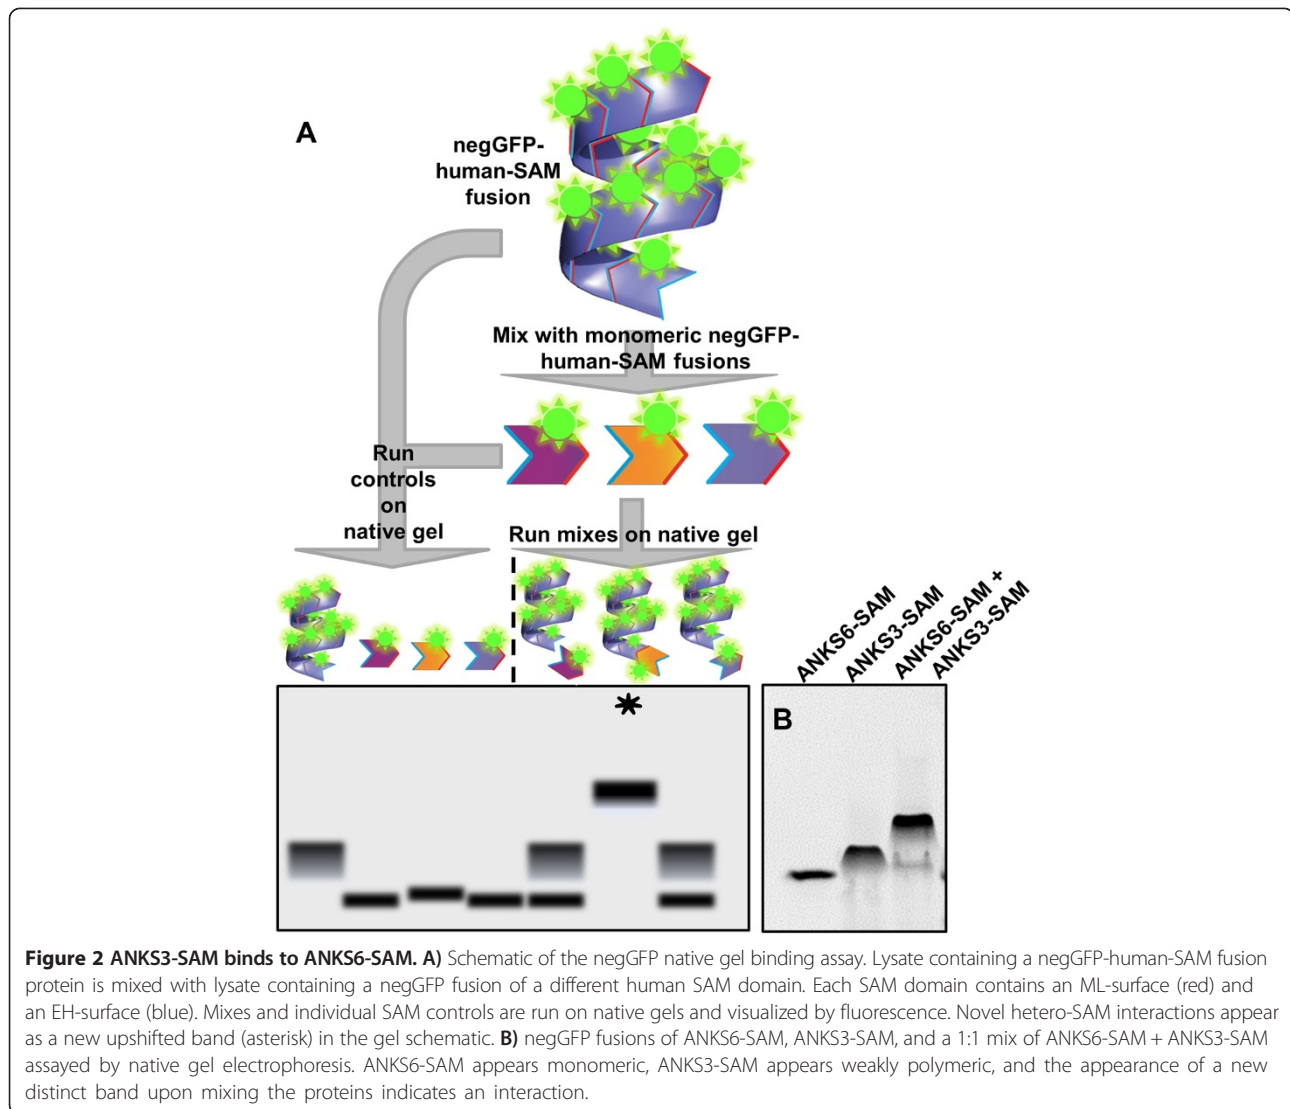 A
negGFP-
human-SAM
fusion
Mix with monomeric negGFP-
human-SAM fusions
Run
controls
on
native gel
Run mixes on native gel
ANKS6-SAM
ANKS3-SAM
ANKS6-SAM +
ANKS3-SAM
B
Figure 2 ANKS3-SAM binds to ANKS6-SAM. A) Schematic of the negGFP native gel binding assay. Lysate containing a negGFP-human-SAM fusion
protein is mixed with lysate containing a negGFP fusion of a different human SAM domain. Each SAM domain contains an ML-surface (red) and
an EH-surface (blue). Mixes and individual SAM controls are run on native gels and visualized by fluorescence. Novel hetero-SAM interactions appear
as a new upshifted band (asterisk) in the gel schematic. B) negGFP fusions of ANKS6-SAM, ANKS3-SAM, and a 1:1 mix of ANKS6-SAM + ANKS3-SAM
assayed by native gel electrophoresis. ANKS6-SAM appears monomeric, ANKS3-SAM appears weakly polymeric, and the appearance of a new
distinct band upon mixing the proteins indicates an interaction.